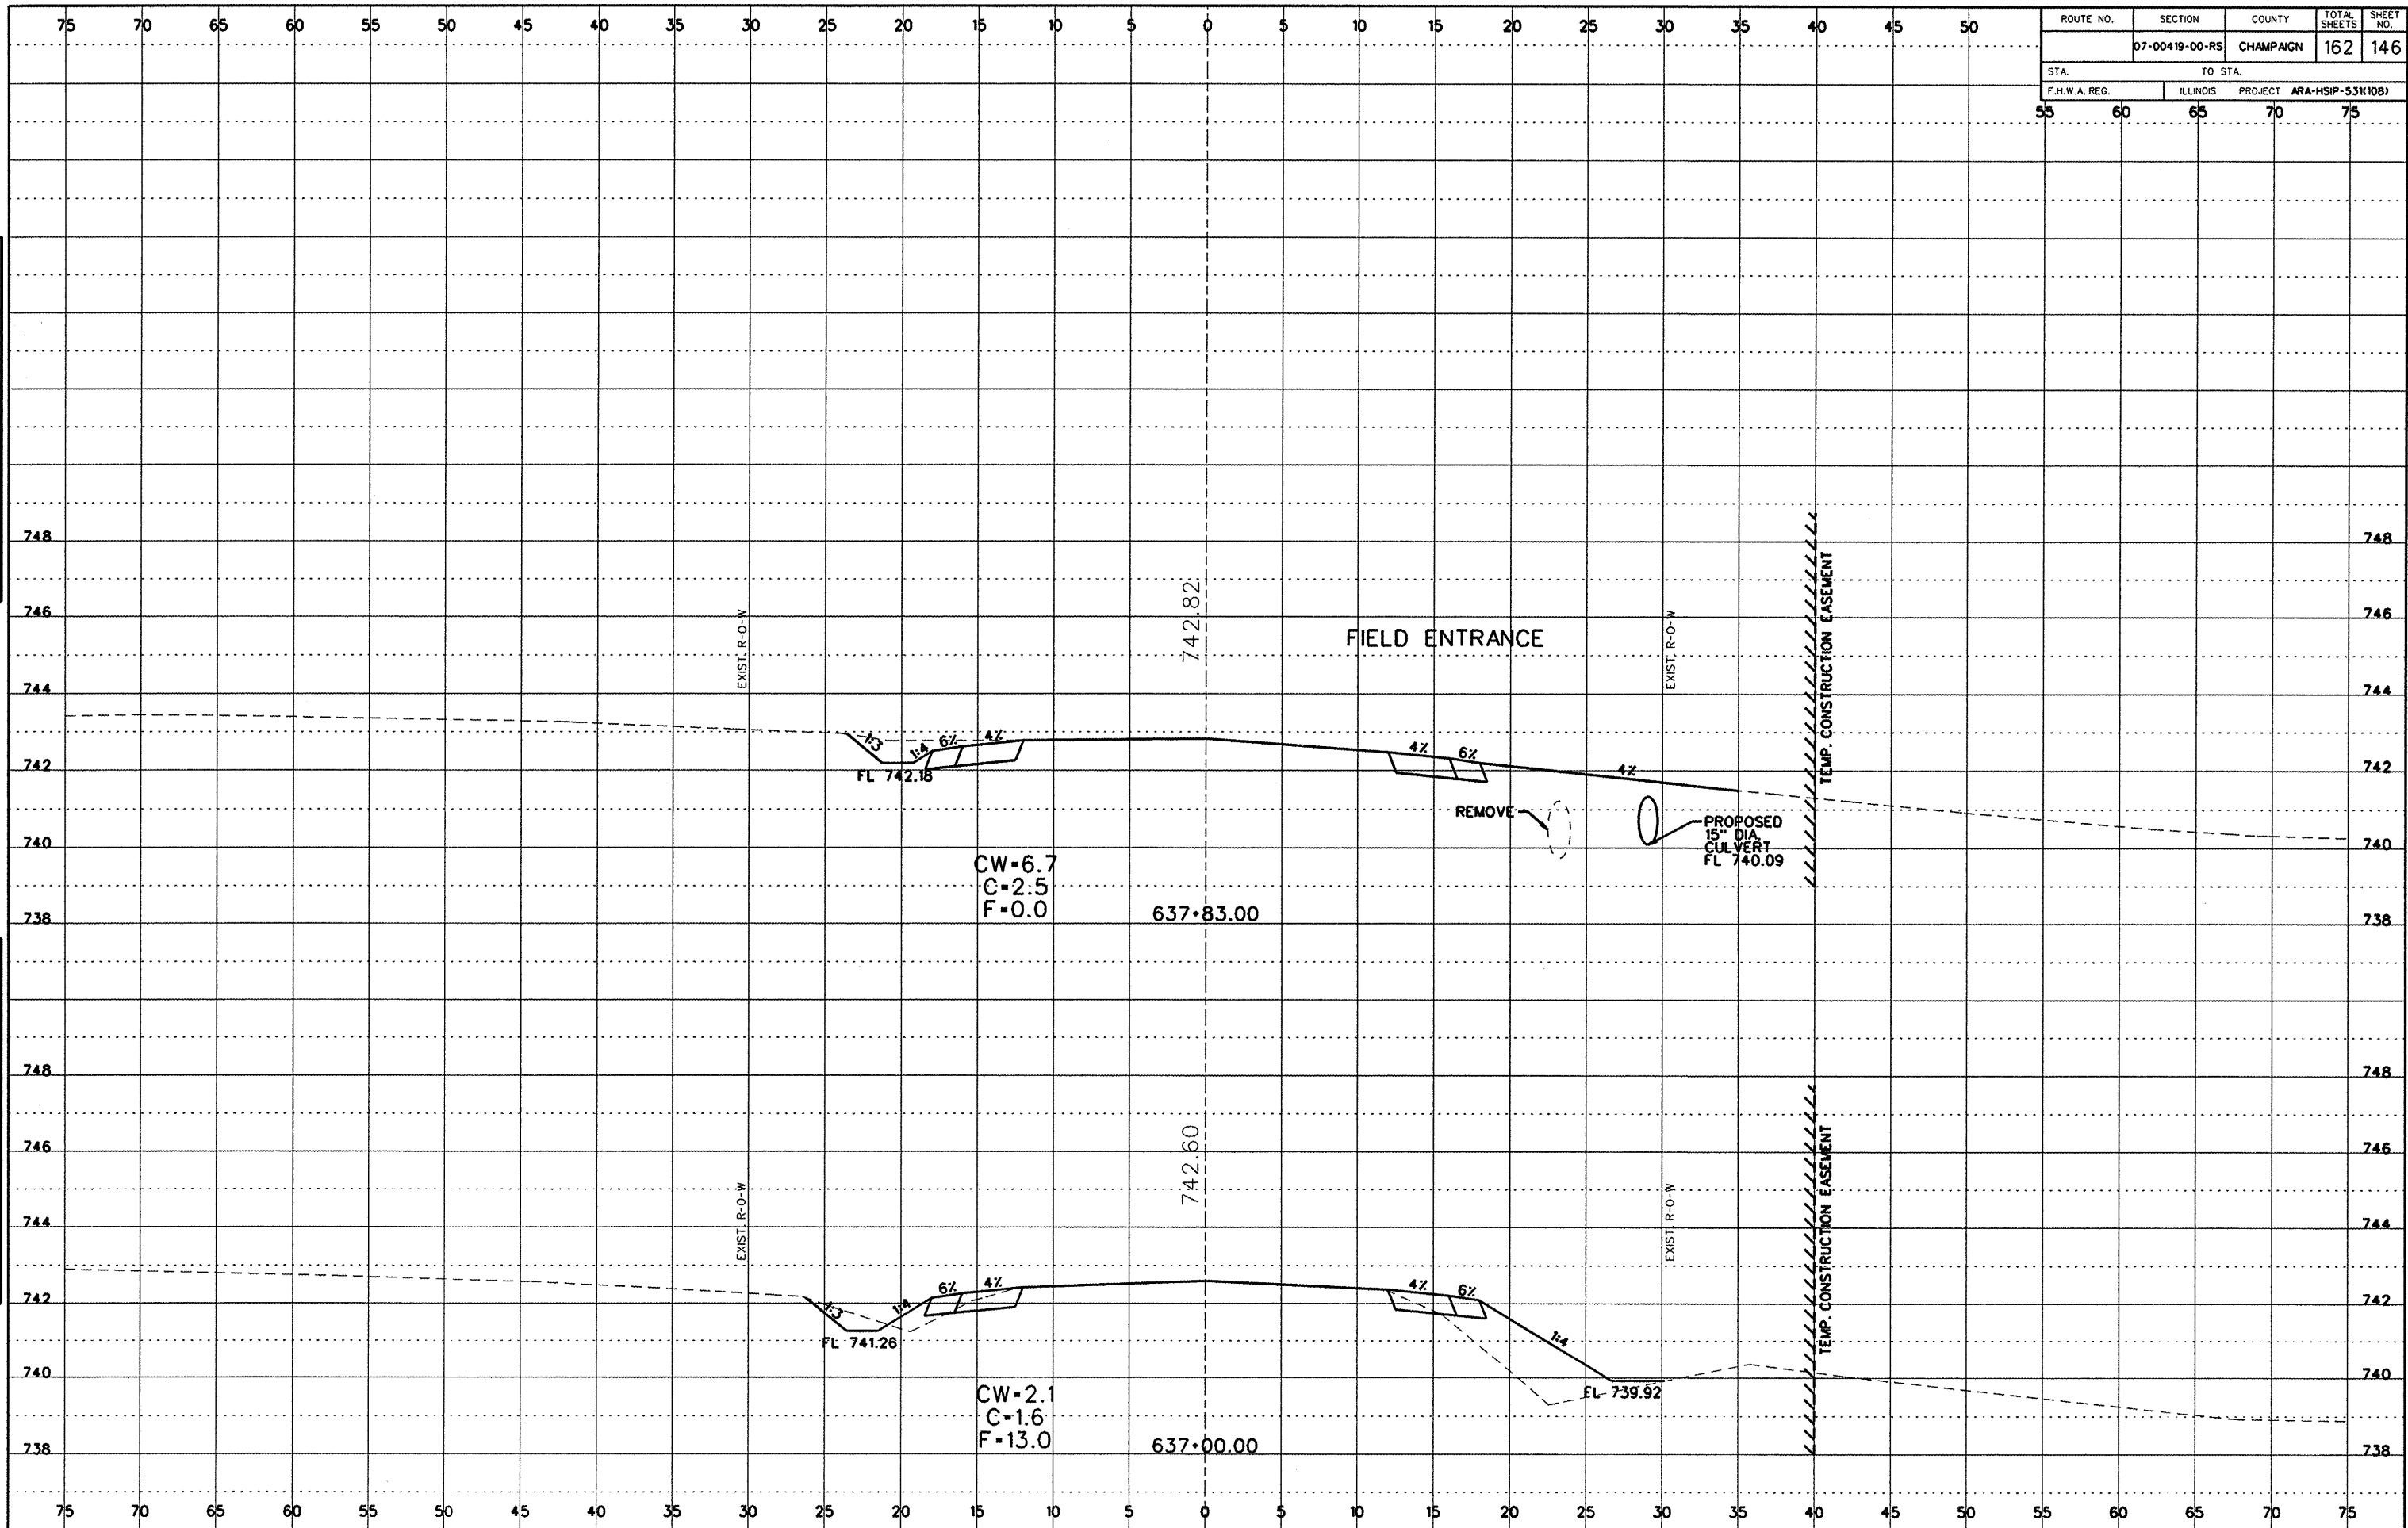 75 70 65 60 55 50 45 40 35 30 25 20 15 10 5 0 5 10 15 20 25 30 35 40 45 50
ROUTE NO. SECTION COUNTY TOTAL SHEETS SHEET NO.
07-00419-00-RS CHAMPAIGN 162 146
STA. TO STA.
F.H.W.A. REG. ILLINOIS PROJECT ARA-HSIP-531(108)
55 60 65 70 75
748 748
746 746
744 744
742 742
740 740
738 738
EXIST. R-O-W
742.82
FIELD ENTRANCE
EXIST. R-O-W
TEMP. CONSTRUCTION EASEMENT
1:3 1:4 6% 4% 4% 6% 4%
FL 742.18
REMOVE
PROPOSED
15" DIA.
CULVERT
FL 740.09
CW=6.7
C=2.5
F=0.0
637+83.00
748 748
746 746
744 744
742 742
740 740
738 738
EXIST. R-O-W
742.60
EXIST. R-O-W
TEMP. CONSTRUCTION EASEMENT
1:3 1:4 6% 4% 4% 6% 1:4
FL 741.26
FL 739.92
CW=2.1
C=1.6
F=13.0
637+00.00
75 70 65 60 55 50 45 40 35 30 25 20 15 10 5 0 5 10 15 20 25 30 35 40 45 50 55 60 65 70 75